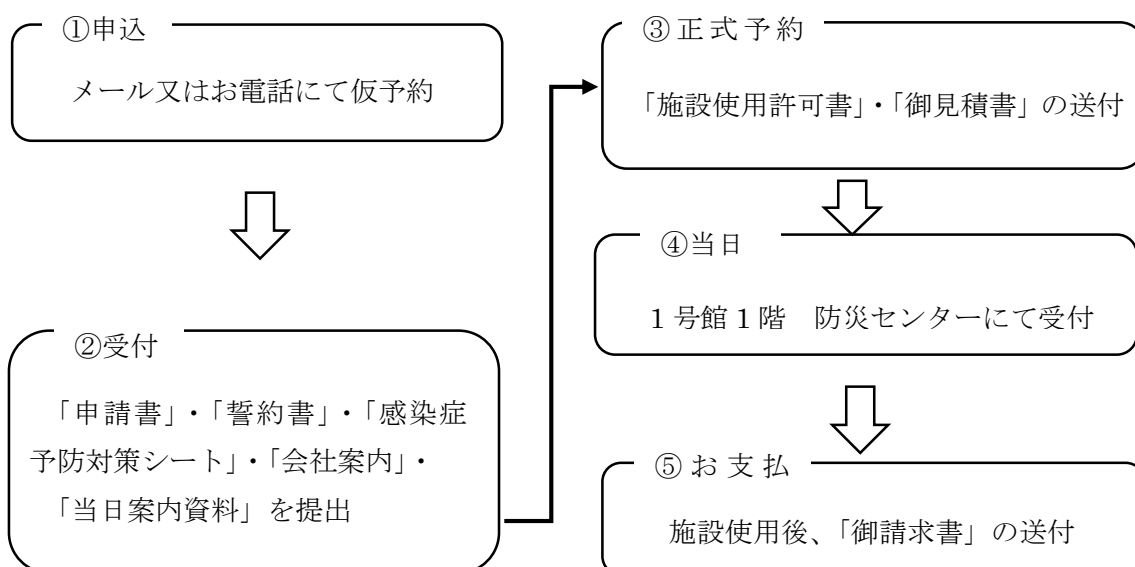 ①申込
メール又はお電話にて仮予約
②受付
「申請書」・「誓約書」・「感染症
予防対策シート」・「会社案内」・
「当日案内資料」を提出
③正式予約
「施設使用許可書」・「御見積書」の送付
④当日
1号館1階　防災センターにて受付
⑤お支払
施設使用後、「御請求書」の送付